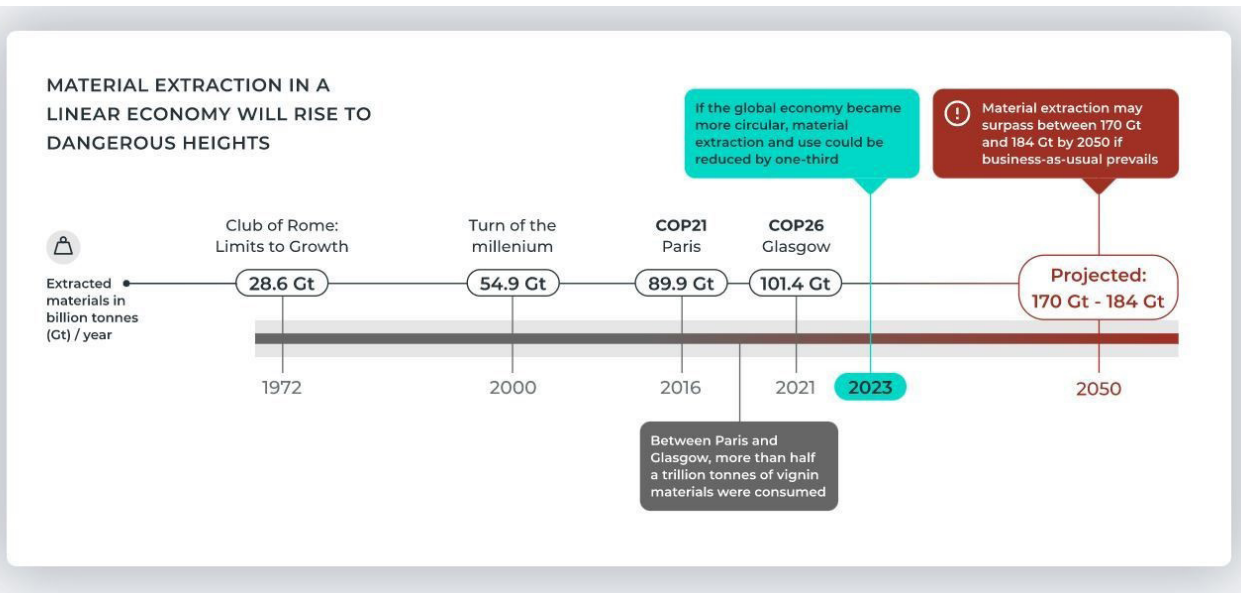 MATERIAL EXTRACTION IN A
LINEAR ECONOMY WILL RISE TO
DANGEROUS HEIGHTS
If the global economy became
more circular, material
extraction and use could be
reduced by one-third
Material extraction may
surpass between 170 Gt
and 184 Gt by 2050 if
business-as-usual prevails
Club of Rome:
Limits to Growth
Turn of the
millenium
COP21
Paris
COP26
Glasgow
Extracted
materials in
billion tonnes
(Gt) / year
28.6 Gt
54.9 Gt
89.9 Gt
101.4 Gt
Projected:
170 Gt - 184 Gt
1972
2000
2016
2021
2023
2050
Between Paris and
Glasgow, more than half
a trillion tonnes of vignin
materials were consumed